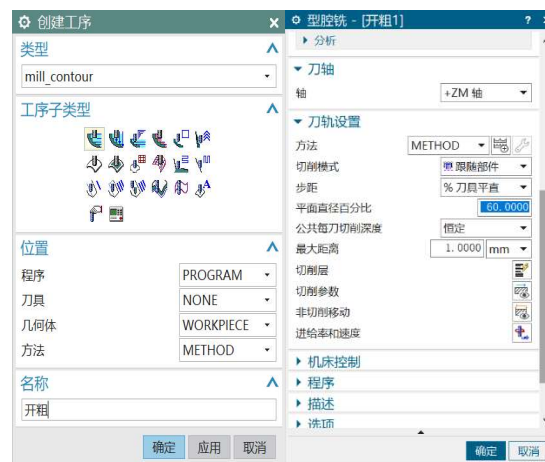 创建工序
类型
mill_contour
工序子类型
位置
程序 PROGRAM
刀具 NONE
几何体 WORKPIECE
方法 METHOD
名称
开粗
确定 应用 取消
型腔铣 - [开粗1] ?
分析
刀轴
轴 +ZM 轴
刀轨设置
方法 METHOD
切削模式 跟随部件
步距 % 刀具平直
平面直径百分比 60.0000
公共每刀切削深度 恒定
最大距离 1.0000 mm
切削层
切削参数
非切削移动
进给率和速度
机床控制
程序
描述
选项
确定 取消